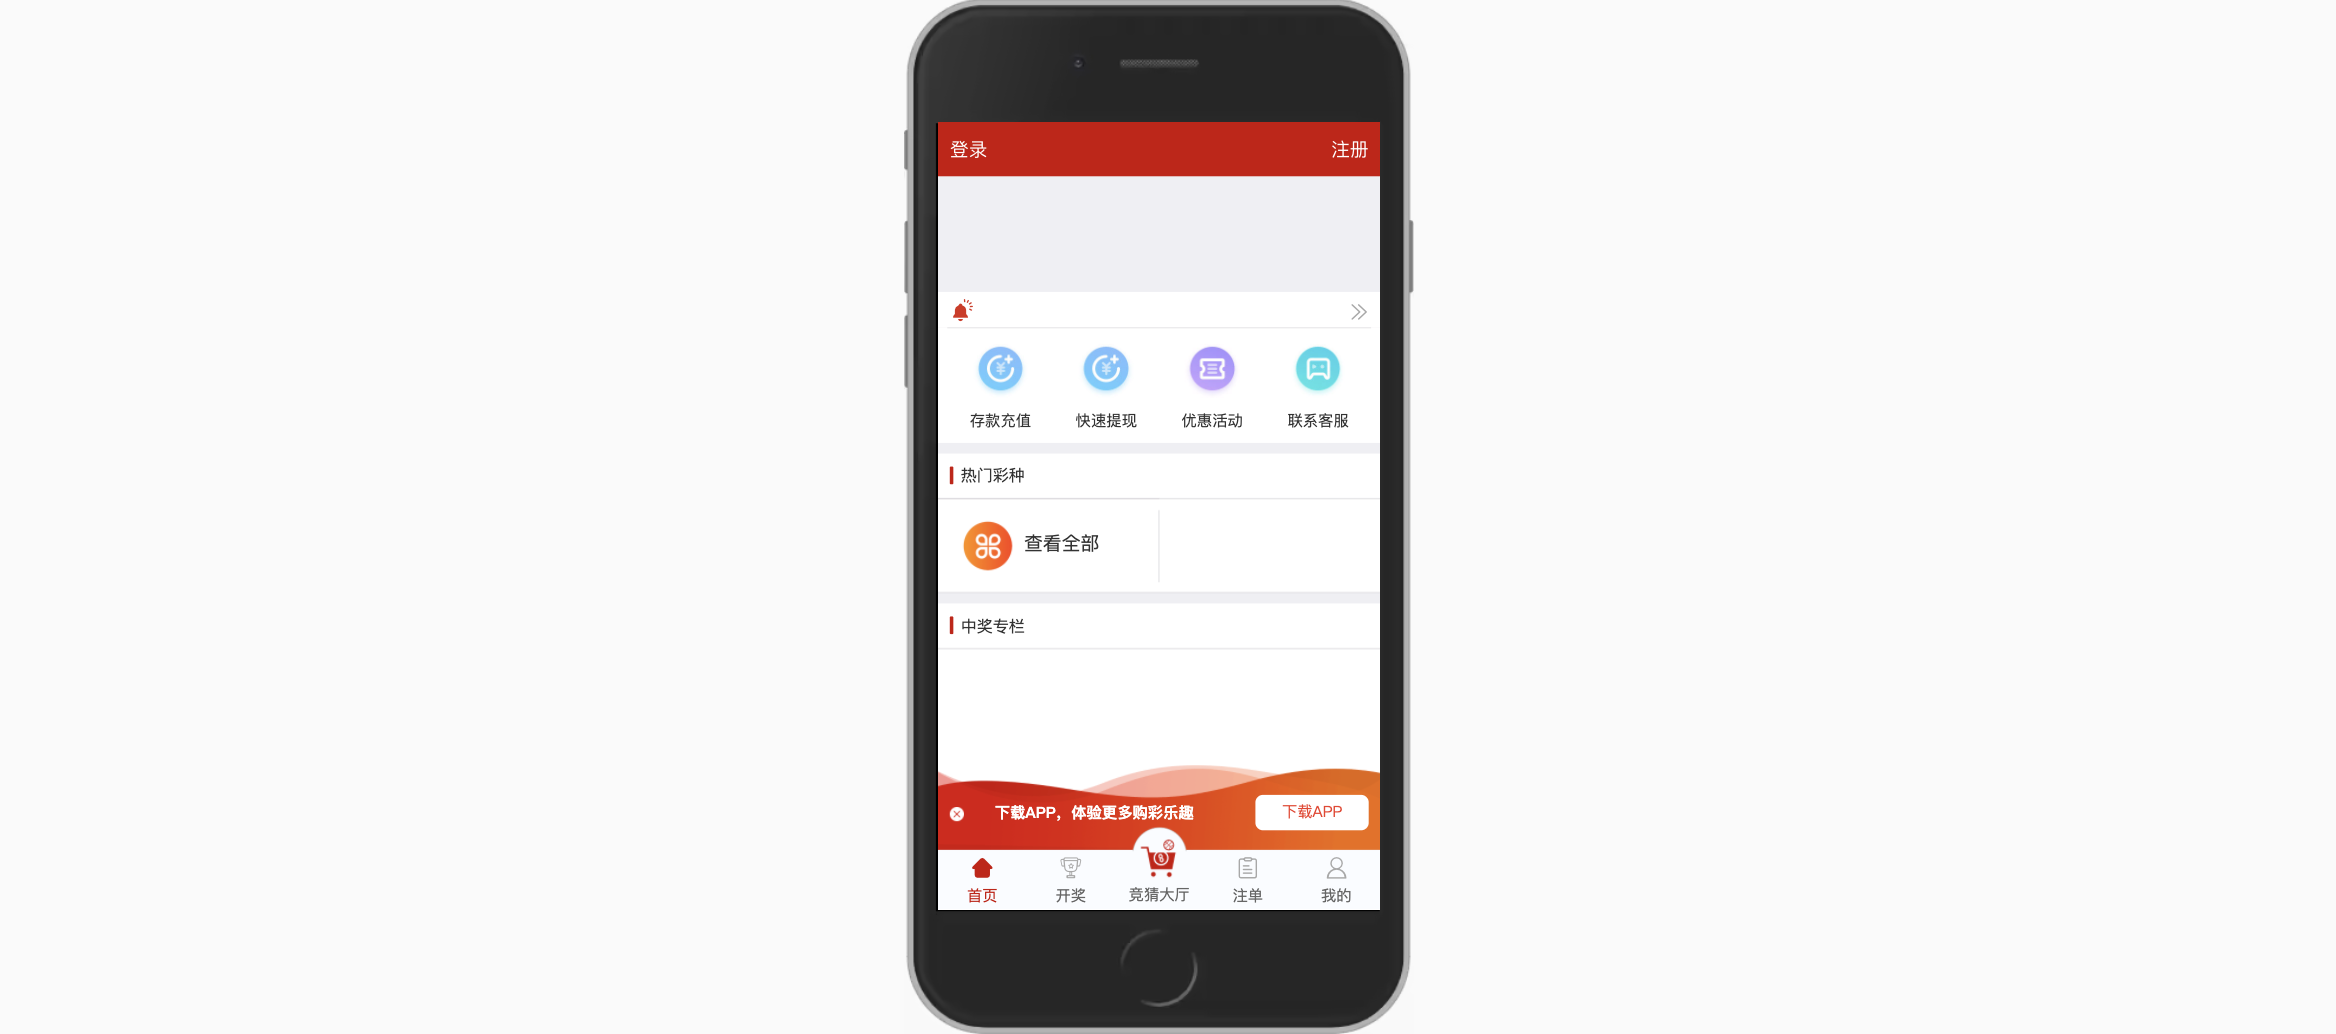 登录
注册
存款充值
快速提现
优惠活动
联系客服
热门彩种
查看全部
中奖专栏
下载APP，体验更多购彩乐趣
下载APP
首页
开奖
竞猜大厅
注单
我的